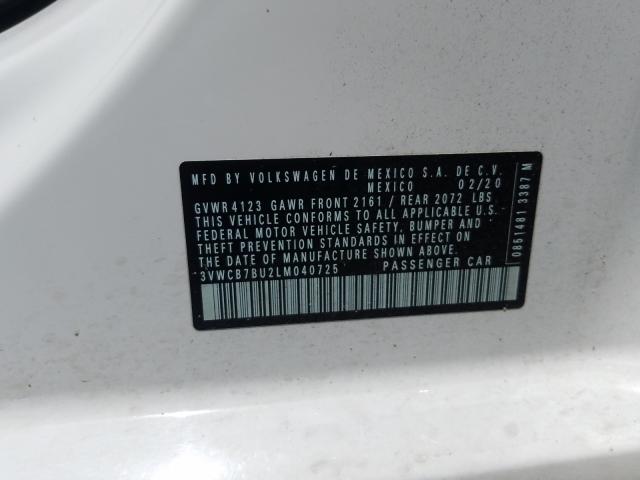 MFD BY VOLKSWAGEN DE MEXICO S.A. DE C.V.
MEXICO 02/20
GVWR 4123 GAWR FRONT 2161 / REAR 2072 LBS
THIS VEHICLE CONFORMS TO ALL APPLICABLE U.S.
FEDERAL MOTOR VEHICLE SAFETY, BUMPER AND
THEFT PREVENTION STANDARDS IN EFFECT ON
THE DATE OF MANUFACTURE SHOWN ABOVE.
3VWCB7BU2LM040725 PASSENGER CAR
0851481 3387 M